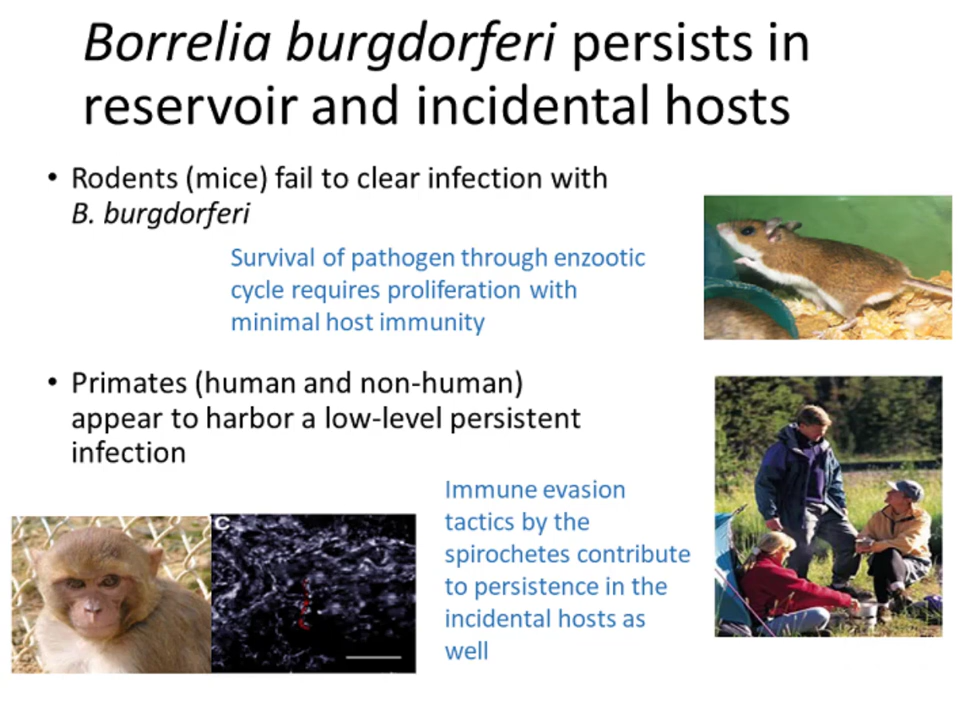 Borrelia burgdorferi persists in
reservoir and incidental hosts
• Rodents (mice) fail to clear infection with
B. burgdorferi
Survival of pathogen through enzootic
cycle requires proliferation with
minimal host immunity
• Primates (human and non-human)
appear to harbor a low-level persistent
infection
Immune evasion
tactics by the
spirochetes contribute
to persistence in the
incidental hosts as
well
C